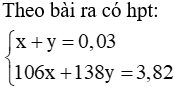 Theo bài ra có hpt:
x + y = 0,03
106x + 138y = 3,82